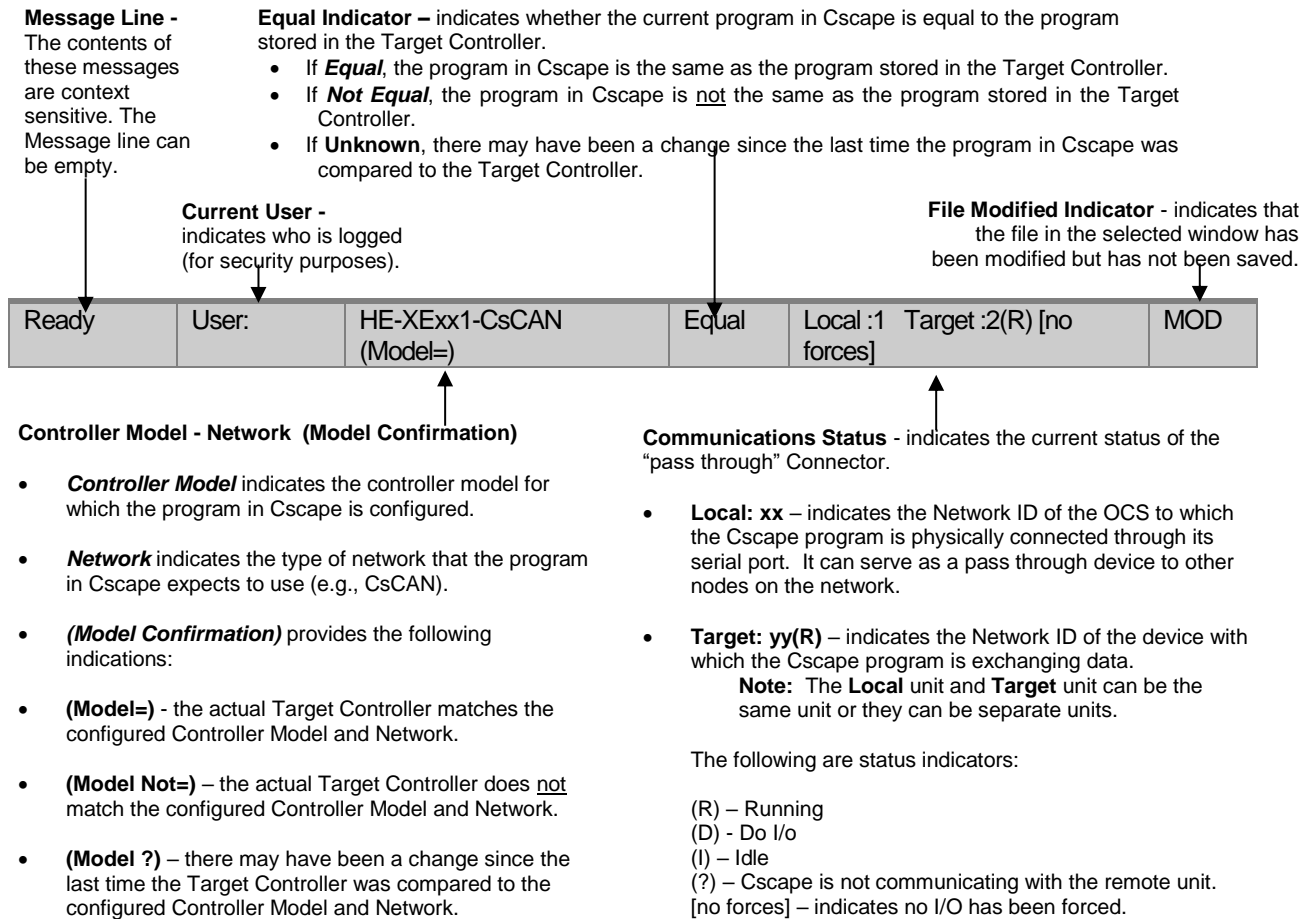 Message Line -
The contents of
these messages
are context
sensitive. The
Message line can
be empty.
Equal Indicator – indicates whether the current program in Cscape is equal to the program
stored in the Target Controller.
• If Equal, the program in Cscape is the same as the program stored in the Target Controller.
• If Not Equal, the program in Cscape is not the same as the program stored in the Target
Controller.
• If Unknown, there may have been a change since the last time the program in Cscape was
compared to the Target Controller.
Current User -
indicates who is logged
(for security purposes).
File Modified Indicator - indicates that
the file in the selected window has
been modified but has not been saved.
Ready User: HE-XExx1-CsCAN Equal Local :1 Target :2(R) [no MOD
(Model=) forces]
Controller Model - Network (Model Confirmation)
• Controller Model indicates the controller model for
which the program in Cscape is configured.
• Network indicates the type of network that the program
in Cscape expects to use (e.g., CsCAN).
• (Model Confirmation) provides the following
indications:
• (Model=) - the actual Target Controller matches the
configured Controller Model and Network.
• (Model Not=) – the actual Target Controller does not
match the configured Controller Model and Network.
• (Model ?) – there may have been a change since the
last time the Target Controller was compared to the
configured Controller Model and Network.
Communications Status - indicates the current status of the
“pass through” Connector.
• Local: xx – indicates the Network ID of the OCS to which
the Cscape program is physically connected through its
serial port. It can serve as a pass through device to other
nodes on the network.
• Target: yy(R) – indicates the Network ID of the device with
which the Cscape program is exchanging data.
Note: The Local unit and Target unit can be the
same unit or they can be separate units.
The following are status indicators:
(R) – Running
(D) - Do I/o
(I) – Idle
(?) – Cscape is not communicating with the remote unit.
[no forces] – indicates no I/O has been forced.